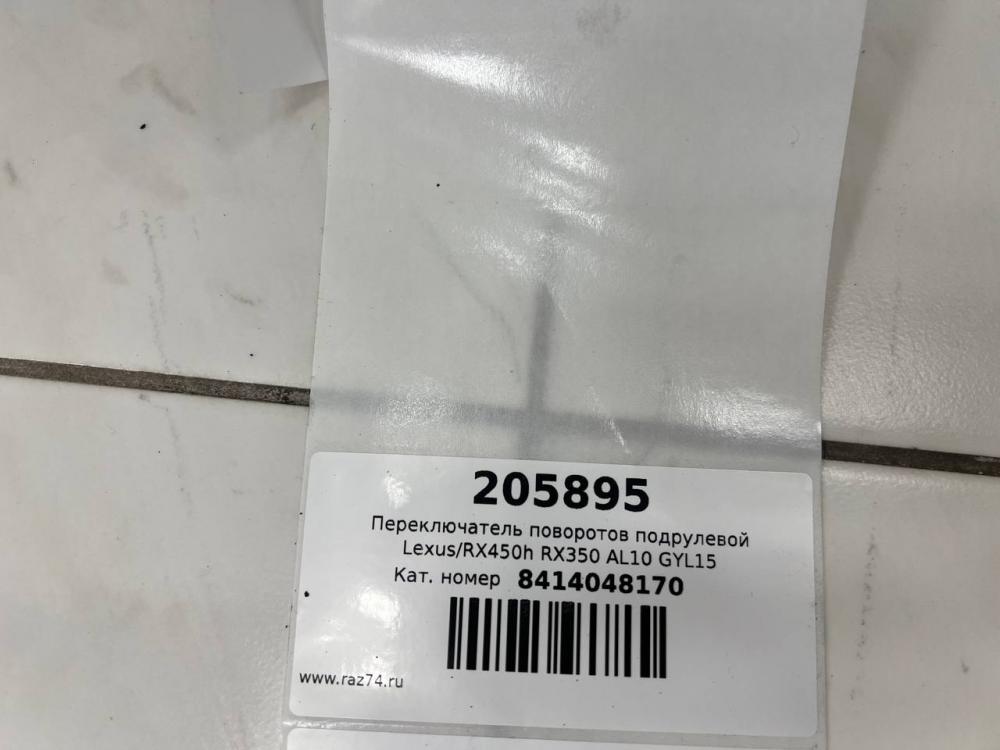 205895
Переключатель поворотов подрулевой
Lexus/RX450h RX350 AL10 GYL15
Кат. номер 8414048170
www.raz74.ru